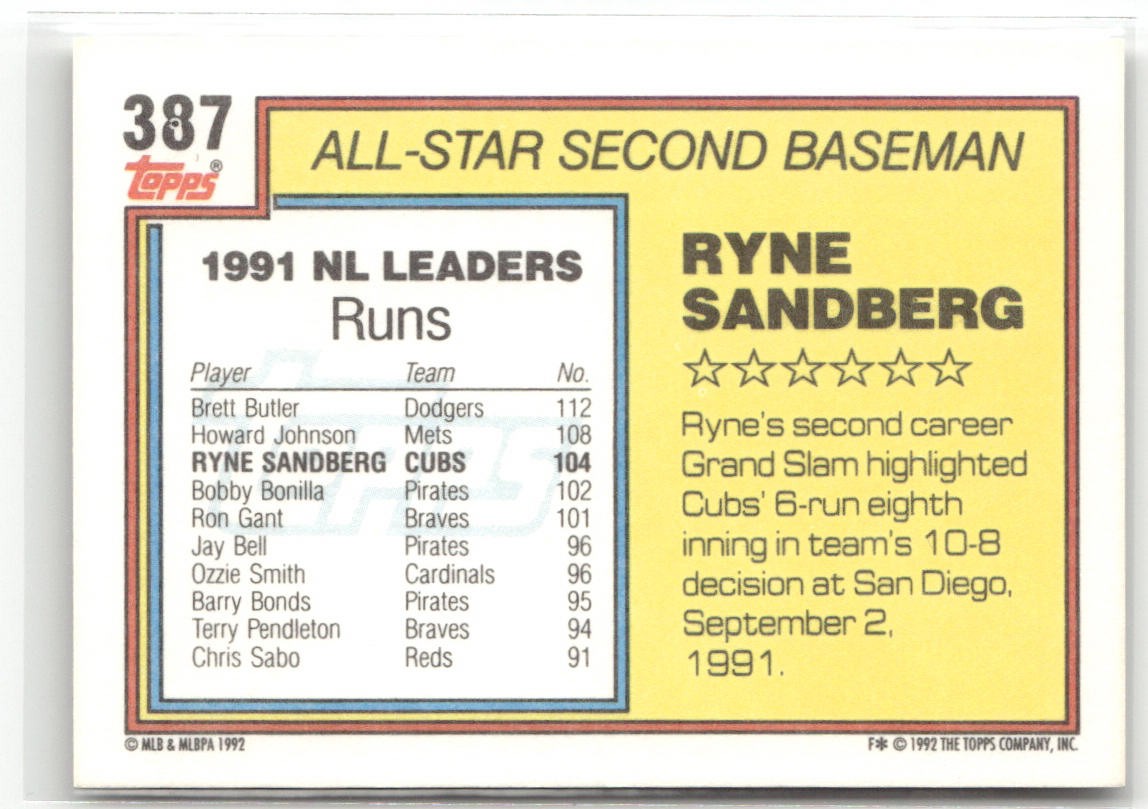 387
Topps®
ALL-STAR SECOND BASEMAN
1991 NL LEADERS
Runs
Player Team No.
Brett Butler Dodgers 112
Howard Johnson Mets 108
RYNE SANDBERG CUBS 104
Bobby Bonilla Pirates 102
Ron Gant Braves 101
Jay Bell Pirates 96
Ozzie Smith Cardinals 96
Barry Bonds Pirates 95
Terry Pendleton Braves 94
Chris Sabo Reds 91
topps
RYNE
SANDBERG
☆☆☆☆☆☆
Ryne's second career
Grand Slam highlighted
Cubs' 6-run eighth
inning in team's 10-8
decision at San Diego,
September 2,
1991.
© MLB & MLBPA 1992
F✻ © 1992 THE TOPPS COMPANY, INC.